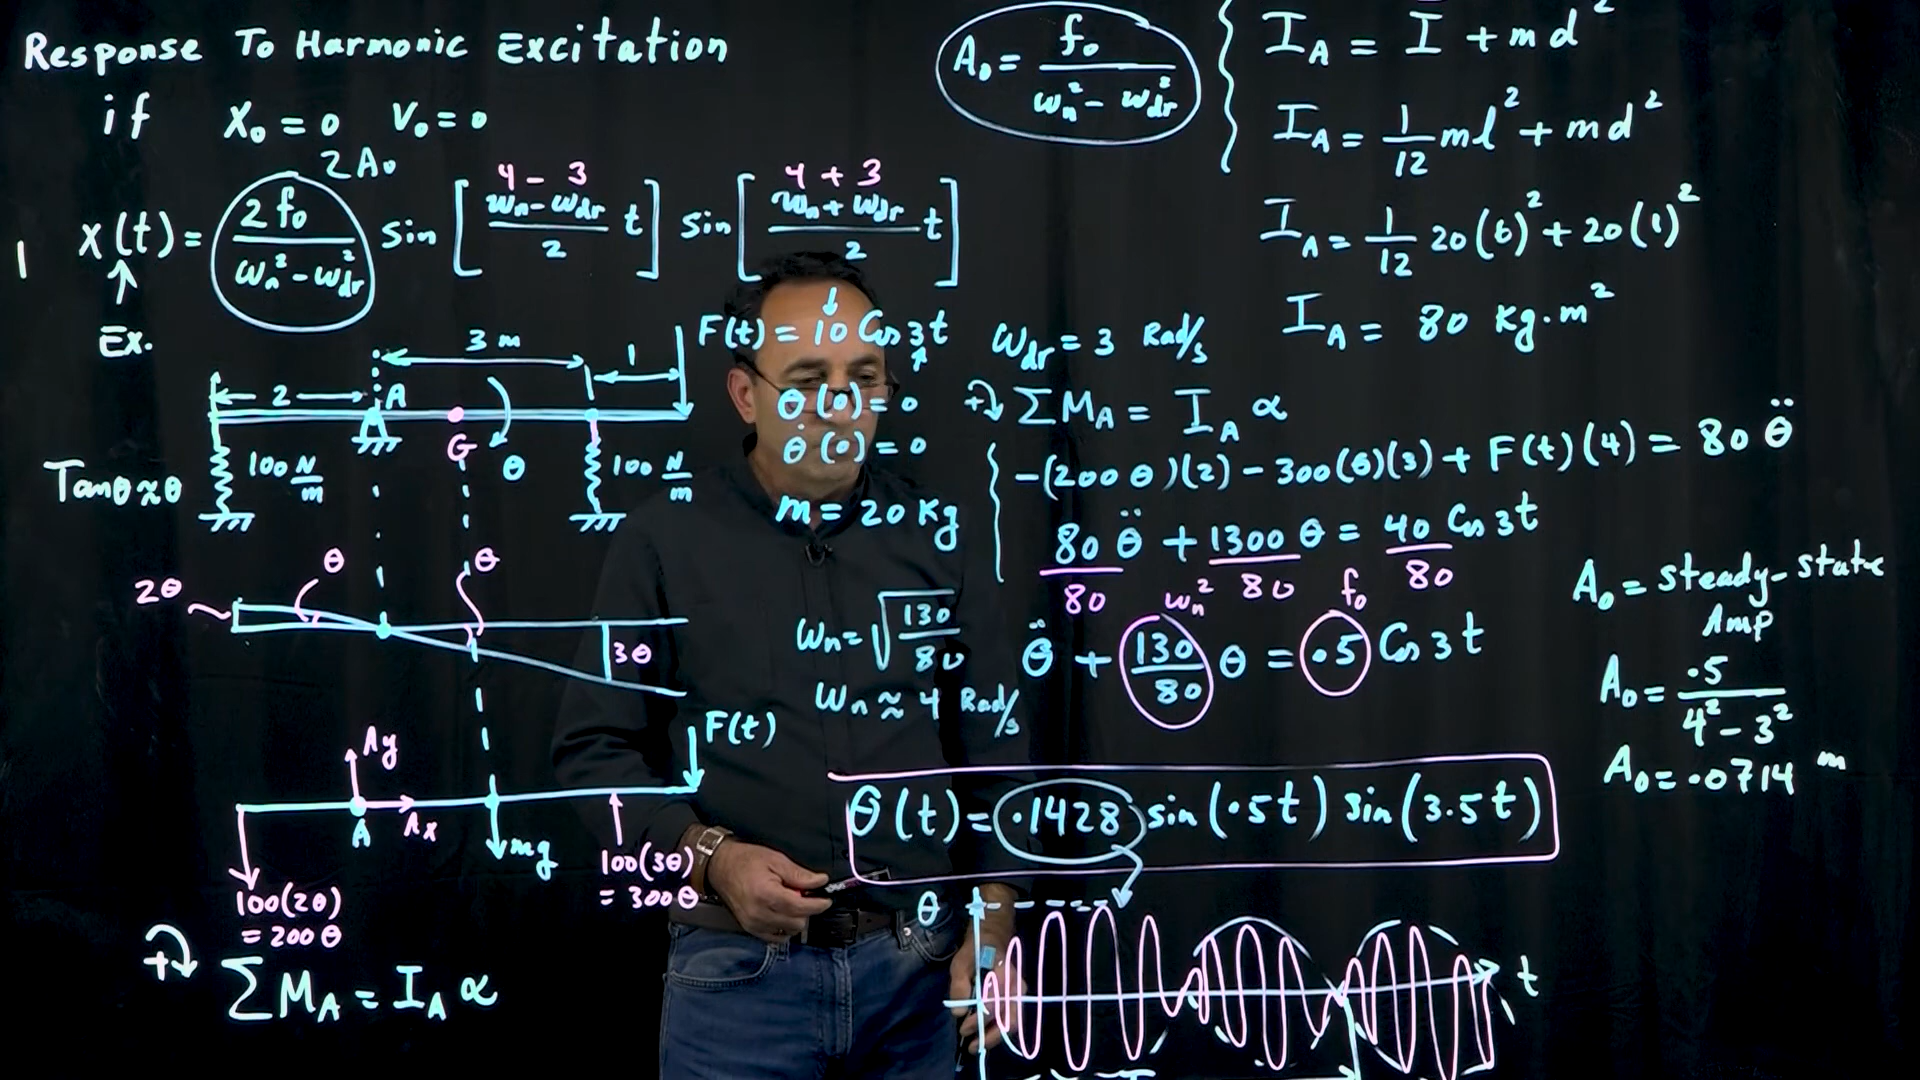 Response To Harmonic Excitation
if x₀ = 0 v₀ = 0
2A₀
4 - 3 4 + 3
1 x(t) = 2f₀ / (ωn² - ωdr²) sin [ (ωn - ωdr)/2 t ] sin [ (ωn + ωdr)/2 t ]
Ex.
3 m
1
2
A
G
θ
100 N/m
100 N/m
Tanθ≈θ
F(t) = 10 Cos 3t
θ(0) = 0
θ̇(0) = 0
m = 20 kg
2θ
θ
θ
3θ
ωn = √(130/80)
ωn ≈ 4 Rad/s
Ay
A
Ax
mg
F(t)
100(2θ)
= 200θ
100(3θ)
= 300θ
+ ΣM_A = I_A α
A₀ = f₀ / (ωn² - ωdr²)
I_A = I̅ + md²
I_A = 1/12 ml² + md²
I_A = 1/12 20(6)² + 20(1)²
I_A = 80 kg·m²
ωdr = 3 Rad/s
+ ΣM_A = I_A α
-(200θ)(2) - 300(θ)(3) + F(t)(4) = 80 θ̈
80 θ̈ + 1300 θ = 40 Cos 3t
80 ωn² 80 f₀ 80
θ̈ + 130/80 θ = .5 Cos 3t
A₀ = steady-state
Amp
A₀ = .5 / (4² - 3²)
A₀ = .0714 m
θ(t) = .1428 sin(.5t) sin(3.5t)
θ
t